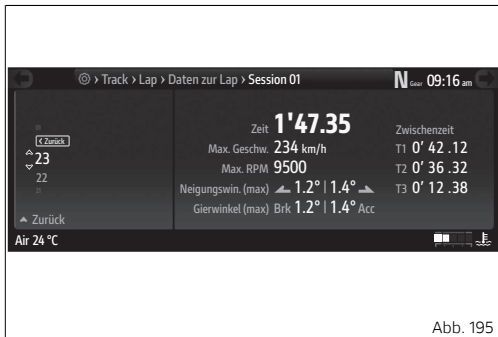 Track › Lap › Daten zur Lap › Session 01
N Gear 09:16 am
‹ Zurück
23
22
Zurück
Zeit 1'47.35
Max. Geschw. 234 km/h
Max. RPM 9500
Neigungswin. (max) 1.2° | 1.4°
Gierwinkel (max) Brk 1.2° | 1.4° Acc
Zwischenzeit
T1 0' 42 .12
T2 0' 36 .32
T3 0' 12 .38
Air 24 °C
Abb. 195